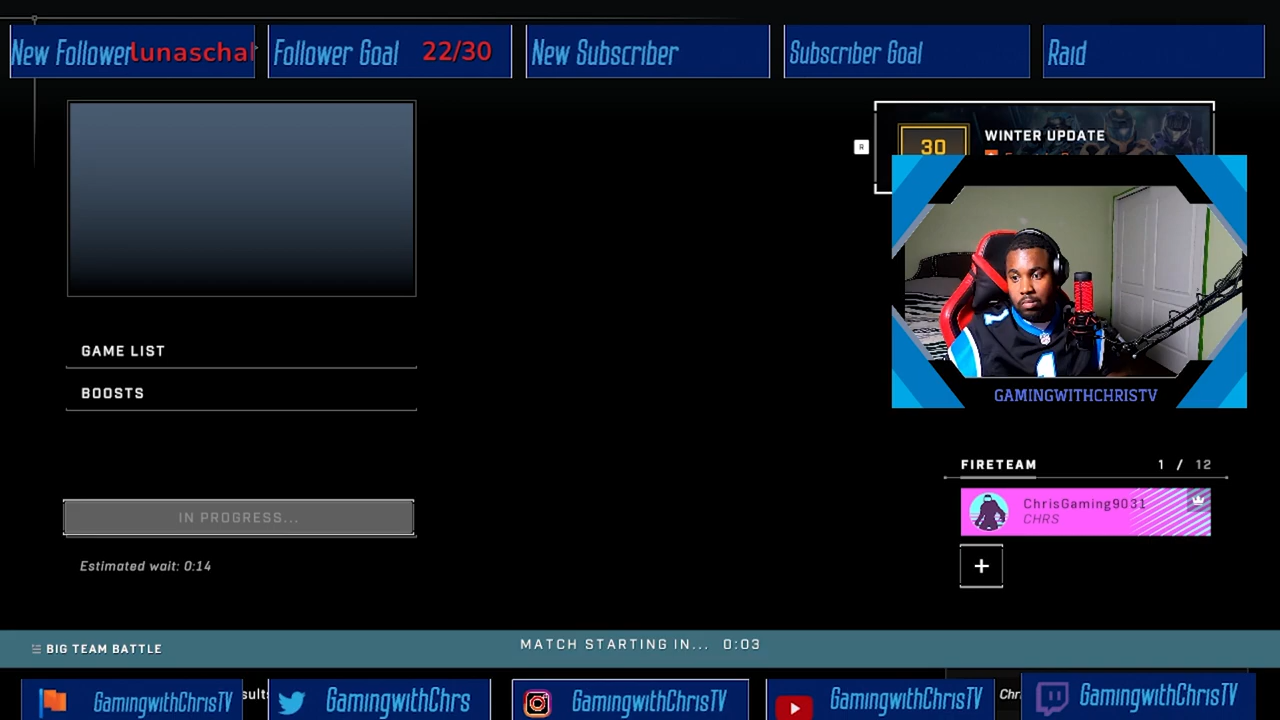 New Follower lunaschal
Follower Goal 22/30
New Subscriber
Subscriber Goal
Raid
R
30
WINTER UPDATE
GAMINGWITHCHRISTV
GAME LIST
BOOSTS
FIRETEAM 1 / 12
ChrisGaming9031
CHRS
+
IN PROGRESS...
Estimated wait: 0:14
BIG TEAM BATTLE
MATCH STARTING IN... 0:03
GamingwithChrisTV
GamingwithChrs
GamingwithChrisTV
GamingwithChrisTV
GamingwithChrisTV